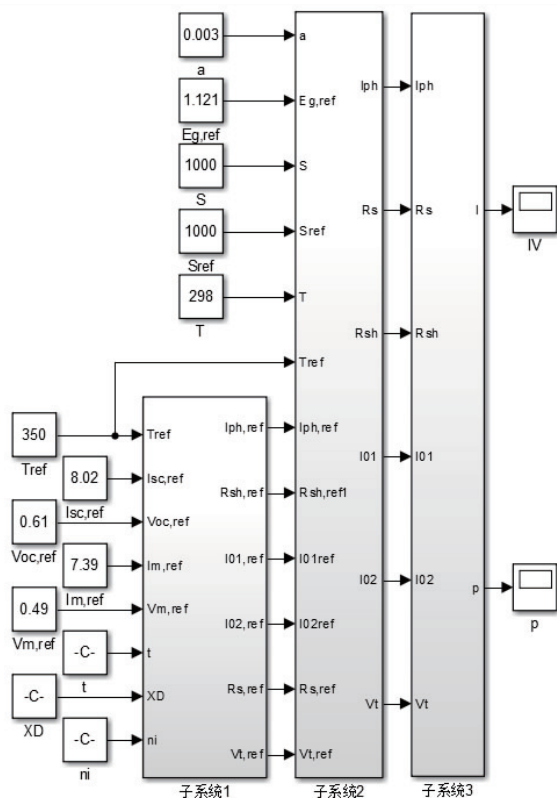 0.003
a
1.121
Eg,ref
1000
S
1000
Sref
298
T
350
Tref
8.02
Isc,ref
0.61
Voc,ref
7.39
Im,ref
0.49
Vm,ref
-C-
t
-C-
XD
-C-
ni
Tref
Isc,ref
Voc,ref
Im,ref
Vm,ref
t
XD
ni
Iph,ref
Rsh,ref
I01,ref
I02,ref
Rs,ref
Vt,ref
子系统1
a
Eg,ref
S
Sref
T
Tref
Iph,ref
Rsh,ref1
I01ref
I02ref
Rs,ref
Vt,ref
Iph
Rs
Rsh
I01
I02
Vt
子系统2
Iph
Rs
Rsh
I01
I02
Vt
I
p
子系统3
IV
p